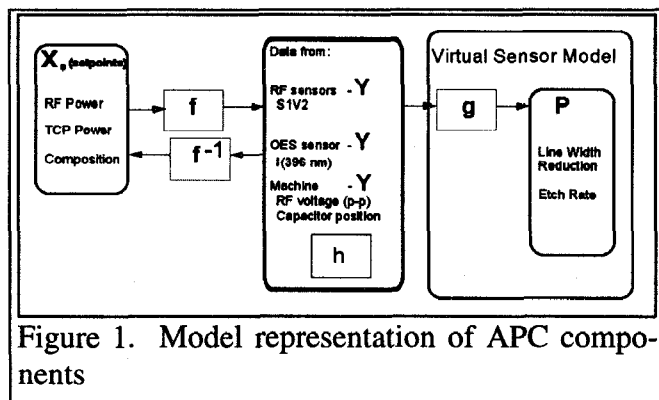 X, (setpoints)
RF Power
TCP Power
Composition
f
f-1
Data from:
RF sensors - Y
S1V2
OES sensor - Y
I(396 nm)
Machine - Y
RF voltage (p-p)
Capacitor position
h
Virtual Sensor Model
g
P
Line Width
Reduction
Etch Rate
Figure 1. Model representation of APC compo-
nents